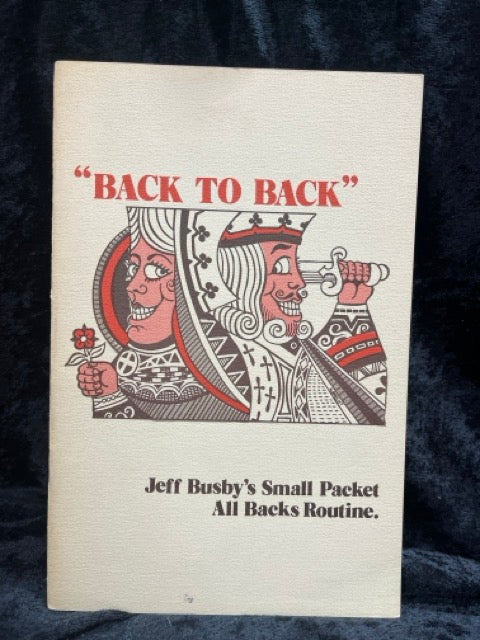 “BACK TO BACK”
Jeff Busby's Small Packet
All Backs Routine.